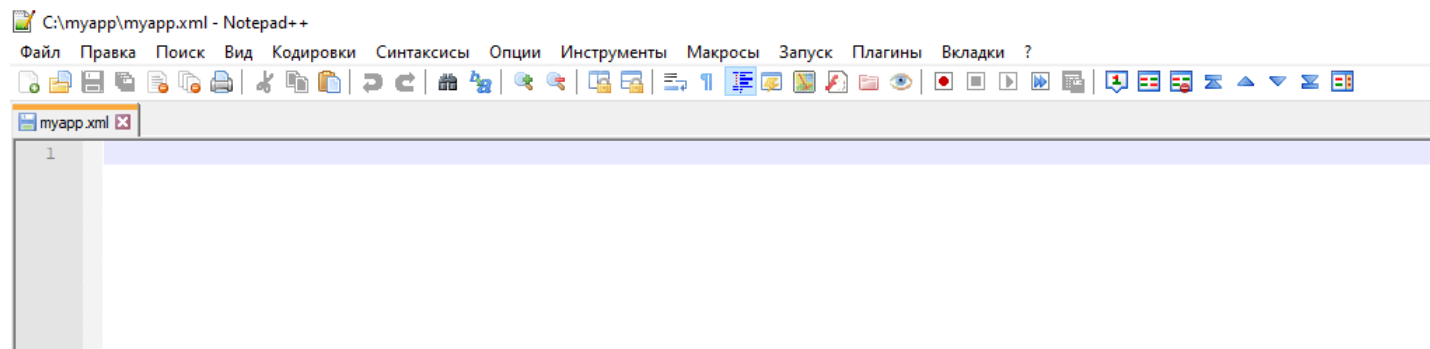 C:\myapp\myapp.xml - Notepad++
Файл Правка Поиск Вид Кодировки Синтаксисы Опции Инструменты Макросы Запуск Плагины Вкладки ?
myapp.xml
1